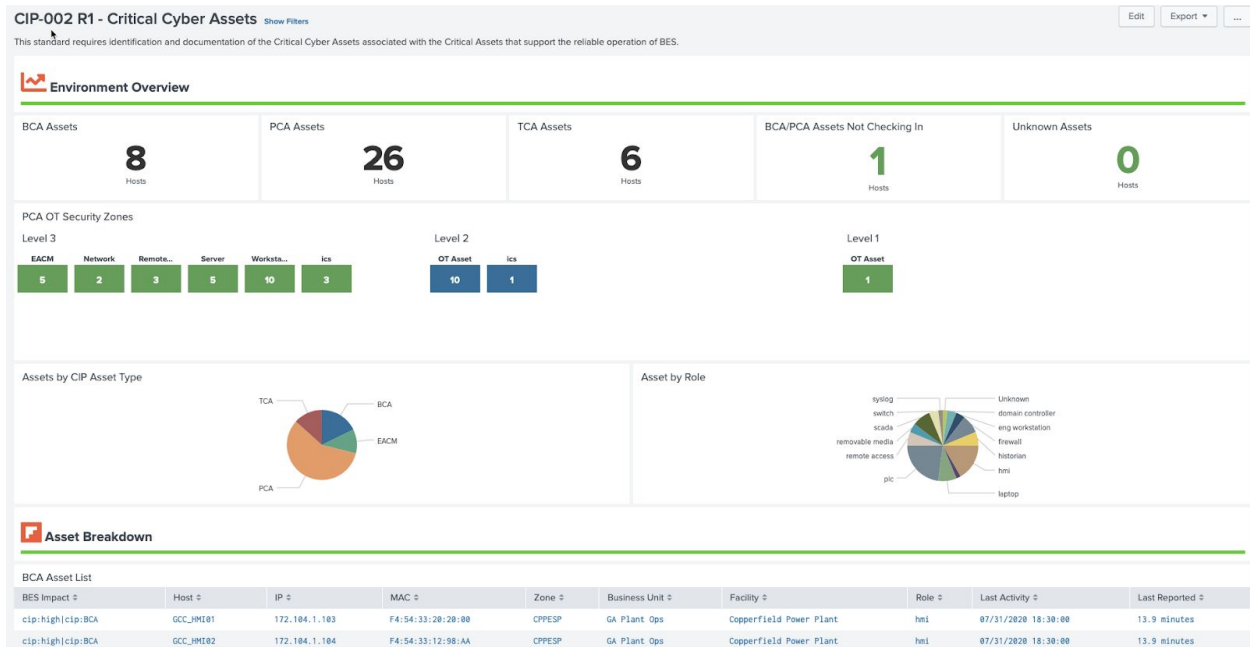 CIP-002 R1 - Critical Cyber Assets Show Filters
Edit Export ...
This standard requires identification and documentation of the Critical Cyber Assets associated with the Critical Assets that support the reliable operation of BES.
Environment Overview
BCA Assets
8
Hosts
PCA Assets
26
Hosts
TCA Assets
6
Hosts
BCA/PCA Assets Not Checking In
1
Hosts
Unknown Assets
0
Hosts
PCA OT Security Zones
Level 3
EACM Network Remote... Server Worksta... ics
5 2 3 5 10 3
Level 2
OT Asset ics
10 1
Level 1
OT Asset
1
Assets by CIP Asset Type
TCA
BCA
EACM
PCA
Asset by Role
syslog
switch
scada
removable media
remote access
plc
Unknown
domain controller
eng workstation
firewall
historian
hmi
laptop
Asset Breakdown
BCA Asset List
BES Impact Host IP MAC Zone Business Unit Facility Role Last Activity Last Reported
cip:high|cip:BCA GCC_HMI01 172.104.1.103 F4:54:33:20:20:00 CPPESP GA Plant Ops Copperfield Power Plant hmi 07/31/2020 18:30:00 13.9 minutes
cip:high|cip:BCA GCC_HMI02 172.104.1.104 F4:54:33:12:98:AA CPPESP GA Plant Ops Copperfield Power Plant hmi 07/31/2020 18:30:00 13.9 minutes